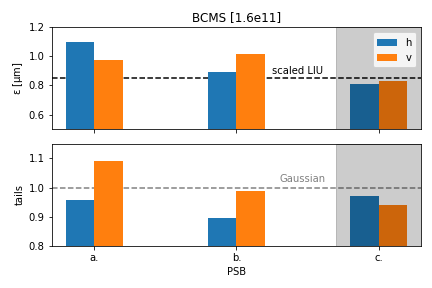 BCMS [1.6e11]
1.2
1.0
0.8
0.6
ε [μm]
h
v
scaled LIU
1.1
1.0
0.9
0.8
tails
Gaussian
a.
b.
c.
PSB